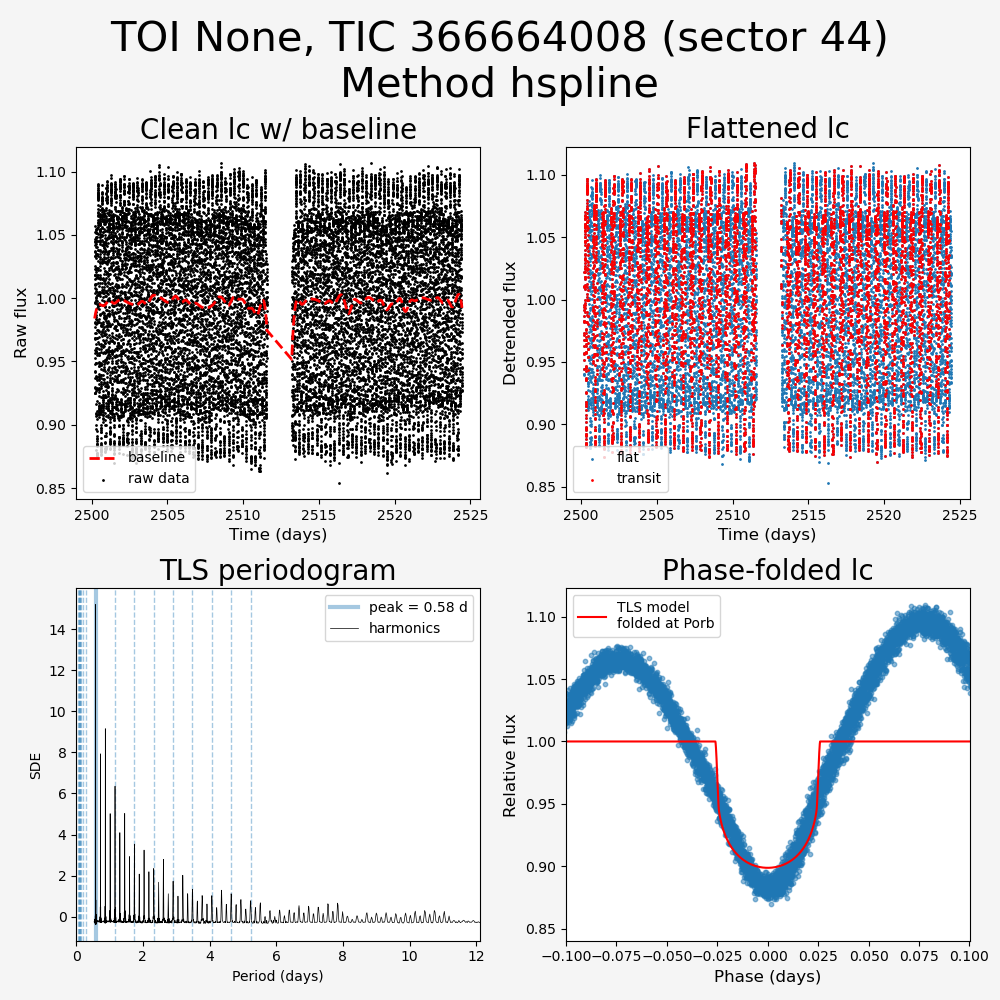 TOI None, TIC 366664008 (sector 44)
Method hspline
Clean lc w/ baseline
Raw flux
1.10
1.05
1.00
0.95
0.90
0.85
baseline
raw data
2500 2505 2510 2515 2520 2525
Time (days)
Flattened lc
Detrended flux
1.10
1.05
1.00
0.95
0.90
0.85
flat
transit
2500 2505 2510 2515 2520 2525
Time (days)
TLS periodogram
SDE
14
12
10
8
6
4
2
0
peak = 0.58 d
harmonics
0 2 4 6 8 10 12
Period (days)
Phase-folded lc
Relative flux
1.10
1.05
1.00
0.95
0.90
0.85
TLS model
folded at Porb
−0.100 −0.075 −0.050 −0.025 0.000 0.025 0.050 0.075 0.100
Phase (days)